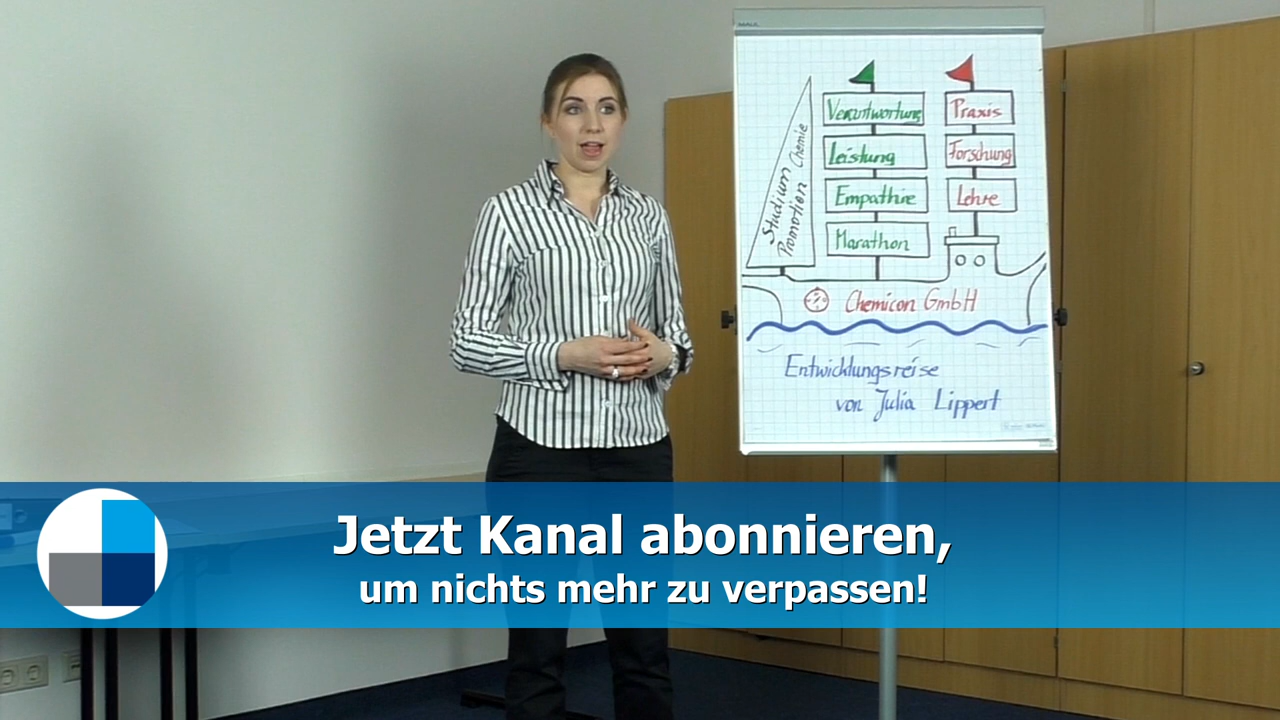 MAUL
Verantwortung
Leistung
Empathie
Marathon
Praxis
Forschung
Lehre
Studium
Promotion Chemie
Chemicon GmbH
Entwicklungsreise
von Julia Lippert
Jetzt Kanal abonnieren,
um nichts mehr zu verpassen!